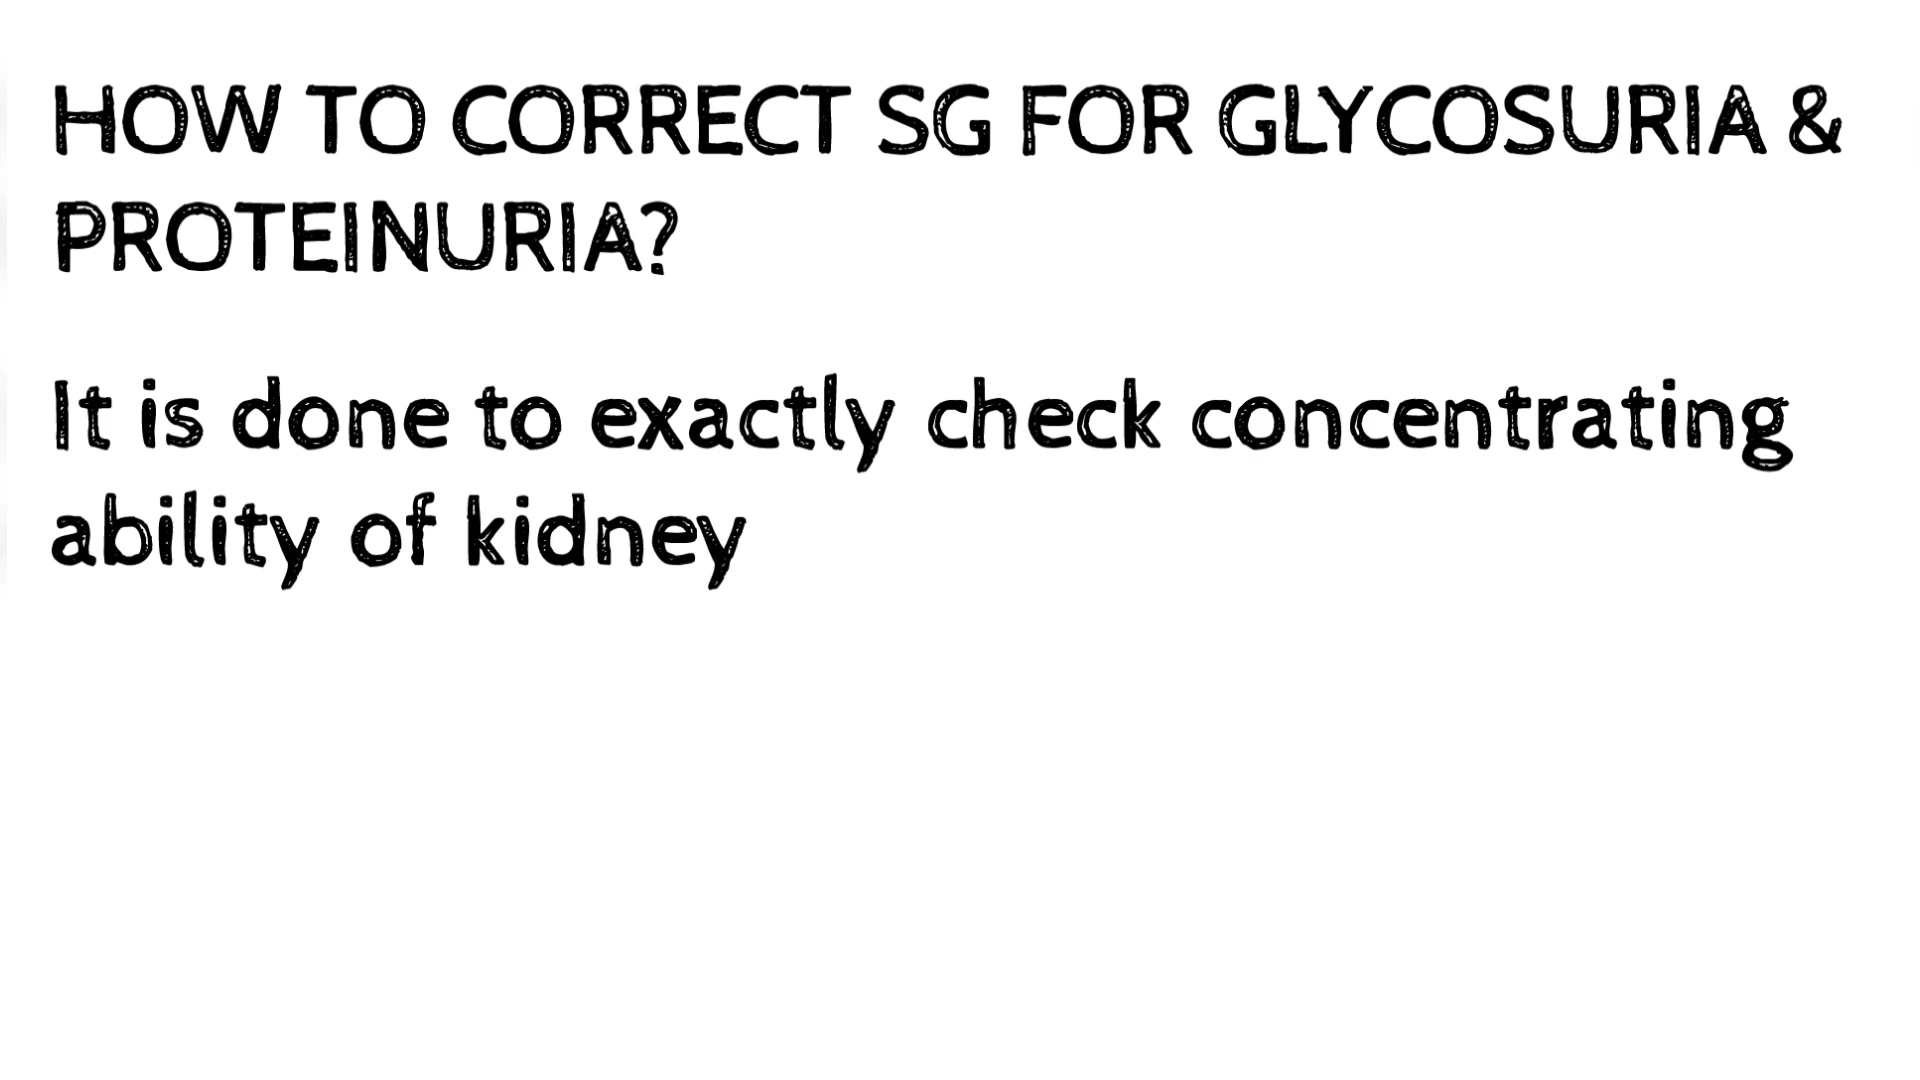 HOW TO CORRECT SG FOR GLYCOSURIA &
PROTEINURIA?
It is done to exactly check concentrating
ability of kidney